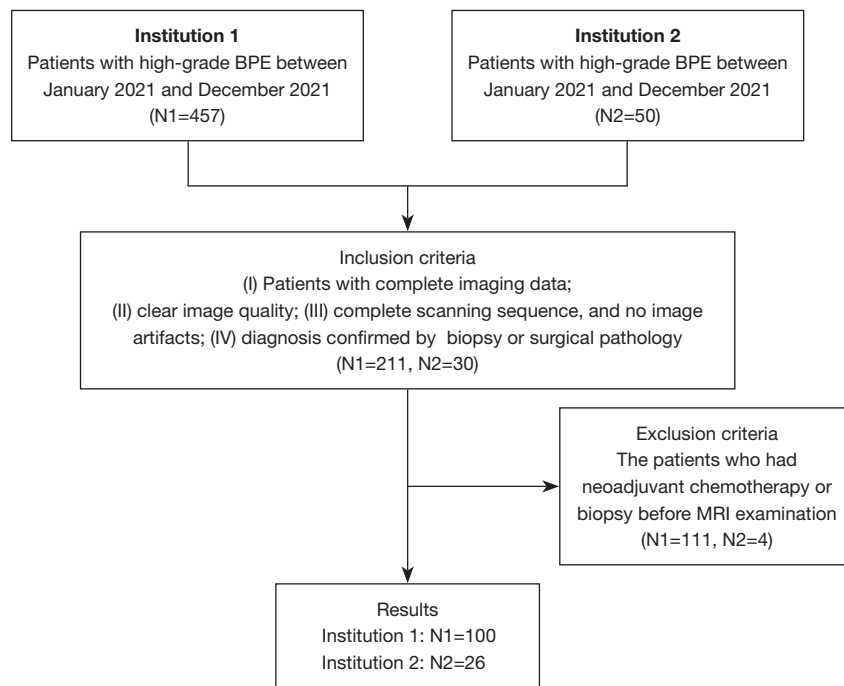 Institution 1
Patients with high-grade BPE between
January 2021 and December 2021
(N1=457)
Institution 2
Patients with high-grade BPE between
January 2021 and December 2021
(N2=50)
Inclusion criteria
(I) Patients with complete imaging data;
(II) clear image quality; (III) complete scanning sequence, and no image
artifacts; (IV) diagnosis confirmed by biopsy or surgical pathology
(N1=211, N2=30)
Exclusion criteria
The patients who had
neoadjuvant chemotherapy or
biopsy before MRI examination
(N1=111, N2=4)
Results
Institution 1: N1=100
Institution 2: N2=26